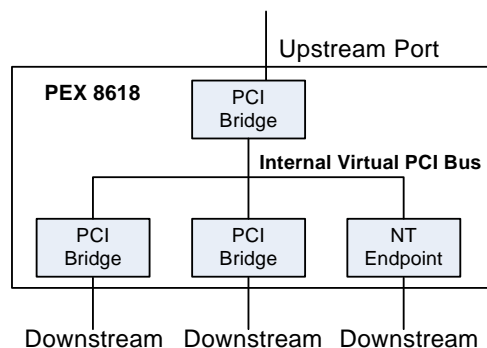 Upstream Port
PEX 8618
PCI
Bridge
Internal Virtual PCI Bus
PCI
Bridge
PCI
Bridge
NT
Endpoint
Downstream Downstream Downstream